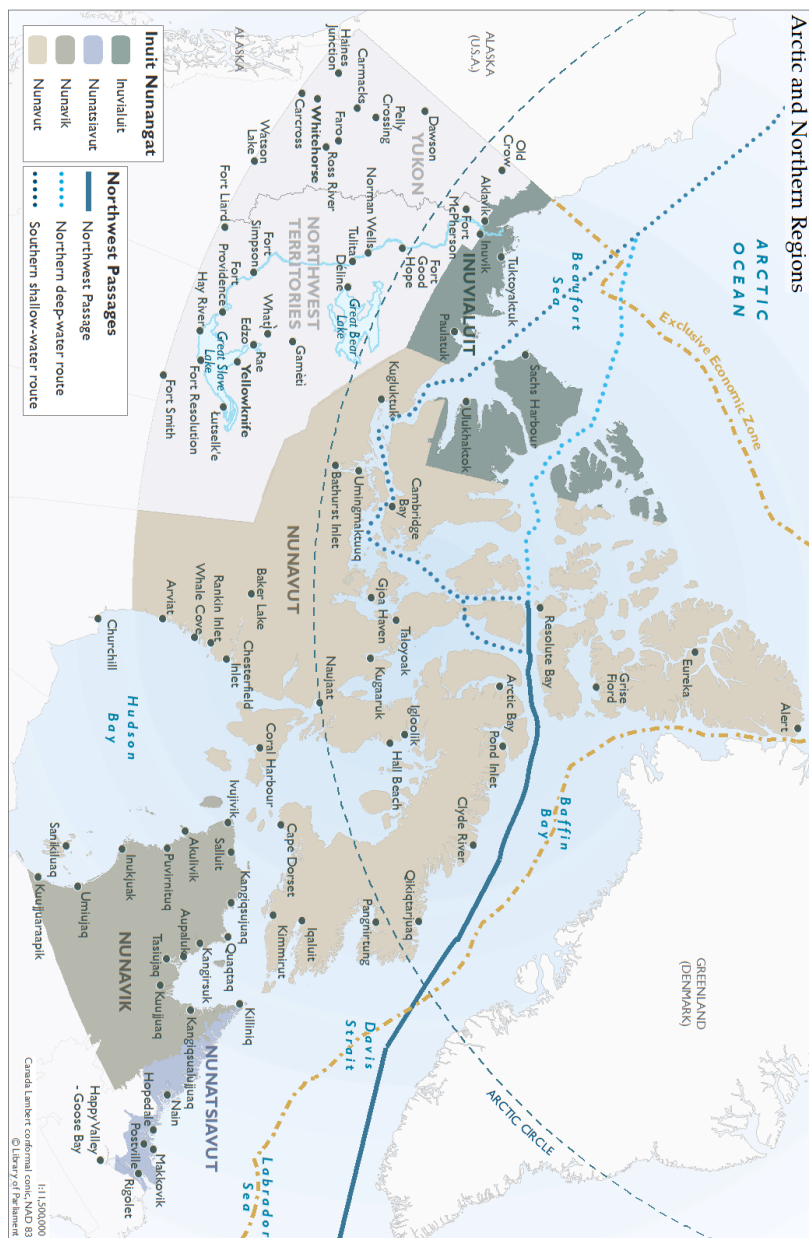 Arctic and Northern Regions
ALASKA
(U.S.A.)
ARCTIC
OCEAN
Exclusive Economic Zone
Beaufort
Sea
Alert
Eureka
Grise
Fiord
Resolute Bay
GREENLAND
(DENMARK)
Baffin
Bay
Old
Crow
Aklavik
Inuvik
Tuktoyaktuk
Fort
McPherson
INUVIALUIT
Paulatuk
Sachs Harbour
Ulukhaktok
Arctic Bay
Pond Inlet
Clyde River
Dawson
Pelly
Crossing
YUKON
Carmacks
Haines
Junction
Faro
Ross River
Whitehorse
Carcross
Watson
Lake
ALASKA
Norman Wells
Fort
Good
Hope
Tulita
Déline
Great Bear
Lake
NORTHWEST
TERRITORIES
Kugluktuk
Cambridge
Bay
Umingmaktuuq
Bathurst Inlet
Gjoa Haven
Taloyoak
Kugaaruk
Igloolik
Hall Beach
Naujaat
Qikiqtarjuaq
Pangnirtung
Davis
Strait
ARCTIC CIRCLE
Fort Liard
Fort
Simpson
Fort
Providence
Hay River
Whatì
Rae
Edzo
Gamèti
Yellowknife
Great Slave
Lake
Łutselk'e
Fort Resolution
Fort Smith
NUNAVUT
Baker Lake
Chesterfield
Inlet
Rankin Inlet
Whale Cove
Arviat
Churchill
Coral Harbour
Cape Dorset
Iqaluit
Kimmirut
Hudson
Bay
Ivujivik
Salluit
Kangiqsujuaq
Quaqtaq
Killiniq
Akulivik
Puvirnituq
Inukjuak
Kangirsuk
Aupaluk
Tasiujaq
Kuujjuaq
Kangiqsualujjuaq
Sanikiluaq
Umiujaq
Kuujjuaraapik
NUNAVIK
NUNATSIAVUT
Nain
Hopedale
Makkovik
Postville
Rigolet
Happy Valley
- Goose Bay
Labrador
Sea
Inuit Nunangat
Inuvialuit
Nunatsiavut
Nunavik
Nunavut
Northwest Passages
Northwest Passage
Northern deep-water route
Southern shallow-water route
1:11,500,000
Canada Lambert conformal conic, NAD 83
© Library of Parliament